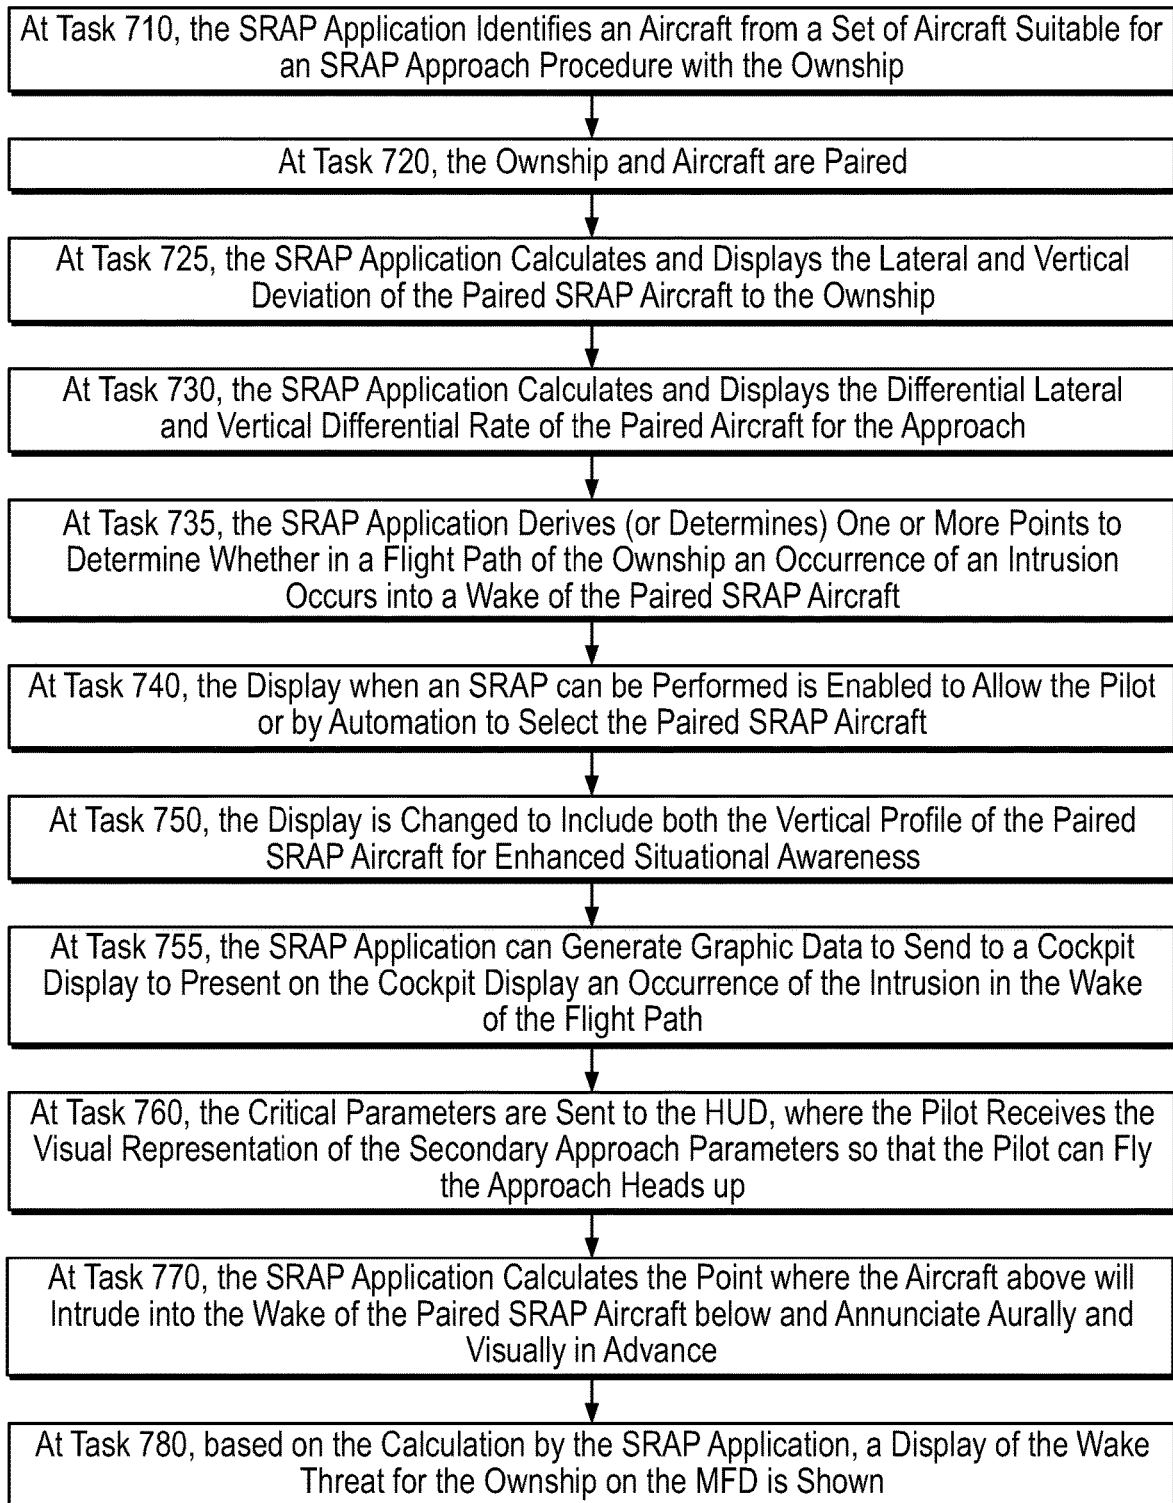 At Task 710, the SRAP Application Identifies an Aircraft from a Set of Aircraft Suitable for
an SRAP Approach Procedure with the Ownship
At Task 720, the Ownship and Aircraft are Paired
At Task 725, the SRAP Application Calculates and Displays the Lateral and Vertical
Deviation of the Paired SRAP Aircraft to the Ownship
At Task 730, the SRAP Application Calculates and Displays the Differential Lateral
and Vertical Differential Rate of the Paired Aircraft for the Approach
At Task 735, the SRAP Application Derives (or Determines) One or More Points to
Determine Whether in a Flight Path of the Ownship an Occurrence of an Intrusion
Occurs into a Wake of the Paired SRAP Aircraft
At Task 740, the Display when an SRAP can be Performed is Enabled to Allow the Pilot
or by Automation to Select the Paired SRAP Aircraft
At Task 750, the Display is Changed to Include both the Vertical Profile of the Paired
SRAP Aircraft for Enhanced Situational Awareness
At Task 755, the SRAP Application can Generate Graphic Data to Send to a Cockpit
Display to Present on the Cockpit Display an Occurrence of the Intrusion in the Wake
of the Flight Path
At Task 760, the Critical Parameters are Sent to the HUD, where the Pilot Receives the
Visual Representation of the Secondary Approach Parameters so that the Pilot can Fly
the Approach Heads up
At Task 770, the SRAP Application Calculates the Point where the Aircraft above will
Intrude into the Wake of the Paired SRAP Aircraft below and Annunciate Aurally and
Visually in Advance
At Task 780, based on the Calculation by the SRAP Application, a Display of the Wake
Threat for the Ownship on the MFD is Shown